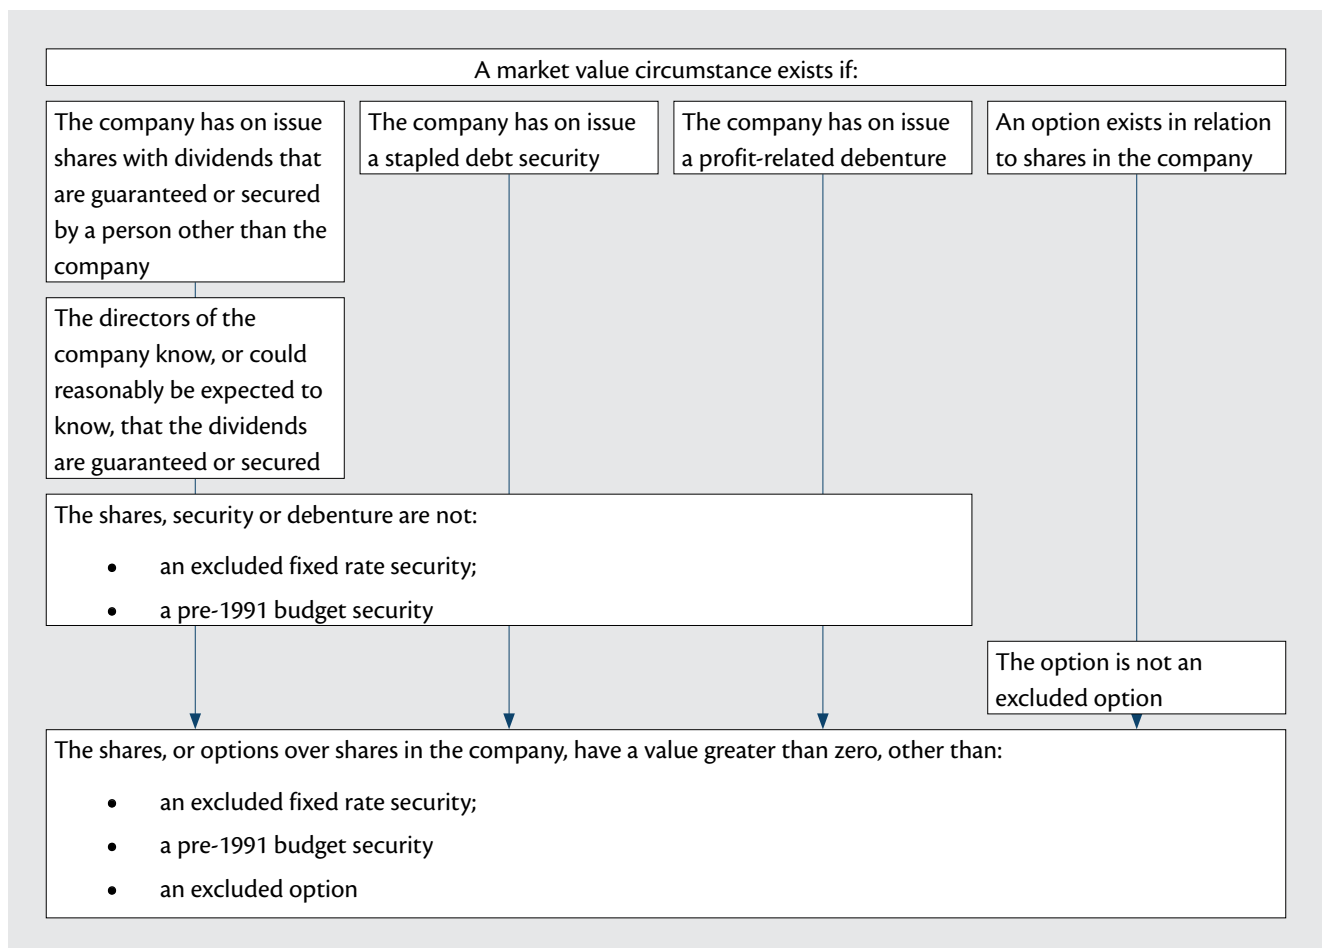 A market value circumstance exists if:
The company has on issue
shares with dividends that
are guaranteed or secured
by a person other than the
company
The company has on issue
a stapled debt security
The company has on issue
a profit-related debenture
An option exists in relation
to shares in the company
The directors of the
company know, or could
reasonably be expected to
know, that the dividends
are guaranteed or secured
The shares, security or debenture are not:
• an excluded fixed rate security;
• a pre-1991 budget security
The option is not an
excluded option
The shares, or options over shares in the company, have a value greater than zero, other than:
• an excluded fixed rate security;
• a pre-1991 budget security
• an excluded option